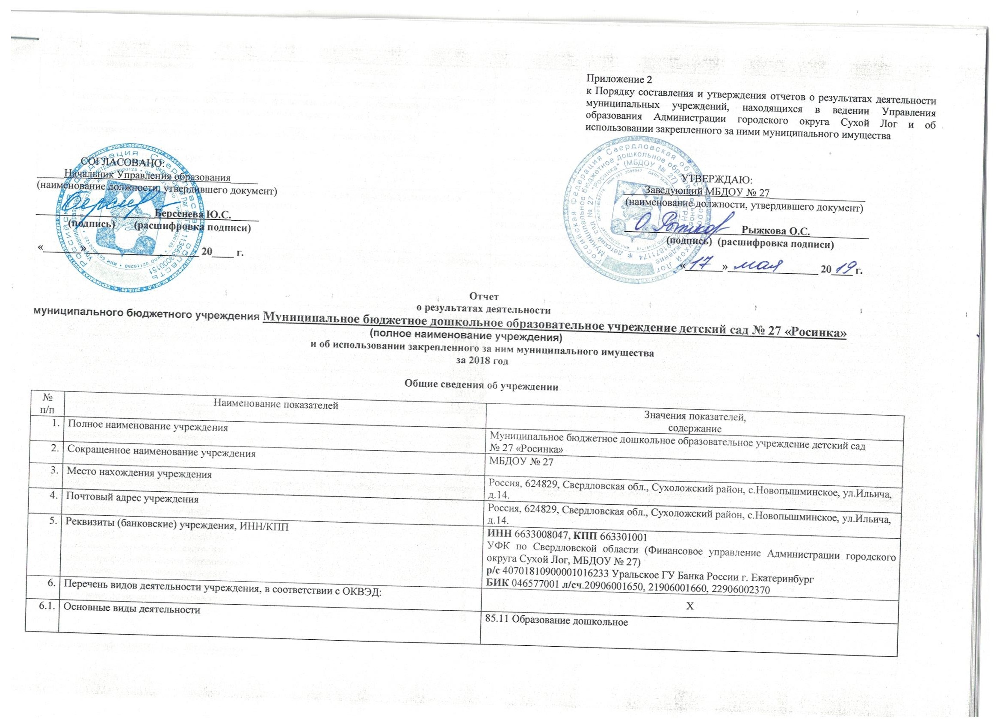 Приложение 2
к Порядку составления и утверждения отчетов о результатах деятельности
муниципальных учреждений, находящихся в ведении Управления
образования Администрации городского округа Сухой Лог и об
использовании закрепленного за ними муниципального имущества
СОГЛАСОВАНО:
Начальник Управления образования
(наименование должности, утвердившего документ)
Берсенева Ю.С.
(подпись) (расшифровка подписи)
«______»____________________ 20____ г.
УТВЕРЖДАЮ:
Заведующий МБДОУ № 27
(наименование должности, утвердившего документ)
О. Рыжков Рыжкова О.С.
(подпись) (расшифровка подписи)
«17» мая 2019 г.
Отчет
о результатах деятельности
муниципального бюджетного учреждения Муниципальное бюджетное дошкольное образовательное учреждение детский сад № 27 «Росинка»
(полное наименование учреждения)
и об использовании закрепленного за ним муниципального имущества
за 2018 год
Общие сведения об учреждении
№
п/п
Наименование показателей
Значения показателей,
содержание
1. Полное наименование учреждения
Муниципальное бюджетное дошкольное образовательное учреждение детский сад
№ 27 «Росинка»
2. Сокращенное наименование учреждения
МБДОУ № 27
3. Место нахождения учреждения
Россия, 624829, Свердловская обл., Сухоложский район, с.Новопышминское, ул.Ильича,
д.14.
4. Почтовый адрес учреждения
Россия, 624829, Свердловская обл., Сухоложский район, с.Новопышминское, ул.Ильича,
д.14.
5. Реквизиты (банковские) учреждения, ИНН/КПП
ИНН 6633008047, КПП 663301001
УФК по Свердловской области (Финансовое управление Администрации городского
округа Сухой Лог, МБДОУ № 27)
р/с 40701810900001016233 Уральское ГУ Банка России г. Екатеринбург
БИК 046577001 л/сч.20906001650, 21906001660, 22906002370
6. Перечень видов деятельности учреждения, в соответствии с ОКВЭД:
Х
6.1. Основные виды деятельности
85.11 Образование дошкольное